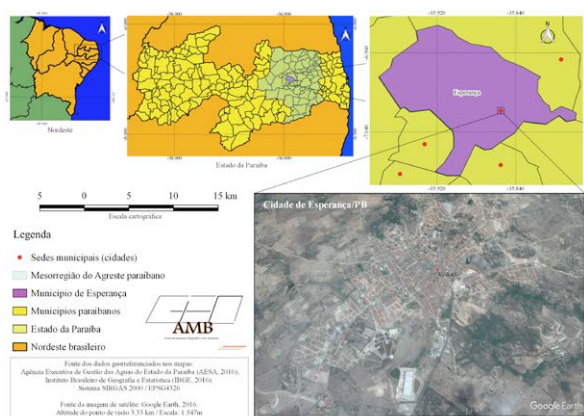 Nordeste
Estado da Paraíba
Esperança
5 0 5 10 15 km
Escala cartográfica
Legenda
Sedes municipais (cidades)
Mesorregião do Agreste paraibano
Município de Esperança
Municípios paraibanos
Estado da Paraíba
Nordeste brasileiro
AMB
Fonte dos dados georreferenciados nos mapas:
Agência Executiva de Gestão das Águas do Estado da Paraíba (AESA, 2016).
Instituto Brasileiro de Geografia e Estatística (IBGE, 2016).
Sistema SIRGAS 2000 / EPSG4326
Fonte da imagem de satélite: Google Earth, 2016.
Altitude do ponto de visão 3.33 km / Escala: 1.547m
Cidade de Esperança/PB
Google Earth